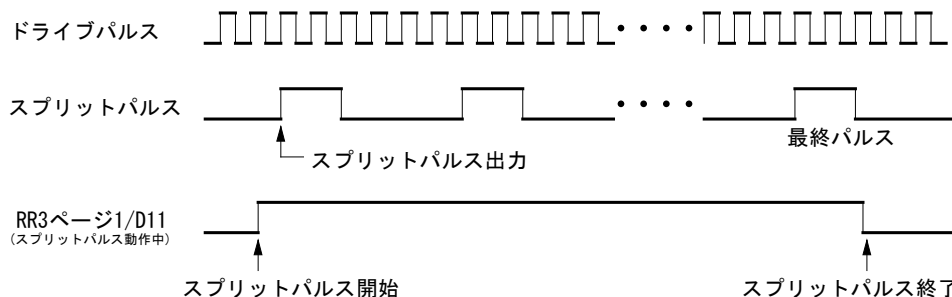 ドライブパルス
スプリットパルス
最終パルス
スプリットパルス出力
RR3ページ1/D11
(スプリットパルス動作中)
スプリットパルス開始
スプリットパルス終了